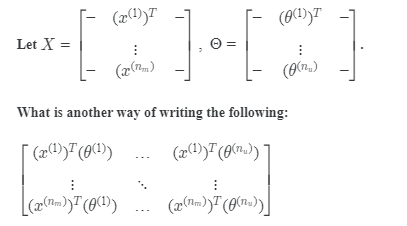 Let X = [ – (x^(1))^T – ⋮ – (x^(n_m) – ] , Θ = [ – (θ^(1))^T – ⋮ – (θ^(n_u) – ] .
What is another way of writing the following:
[ (x^(1))^T(θ^(1)) … (x^(1))^T(θ^(n_u))
⋮ ⋱ ⋮
(x^(n_m))^T(θ^(1)) … (x^(n_m))^T(θ^(n_u)) ]